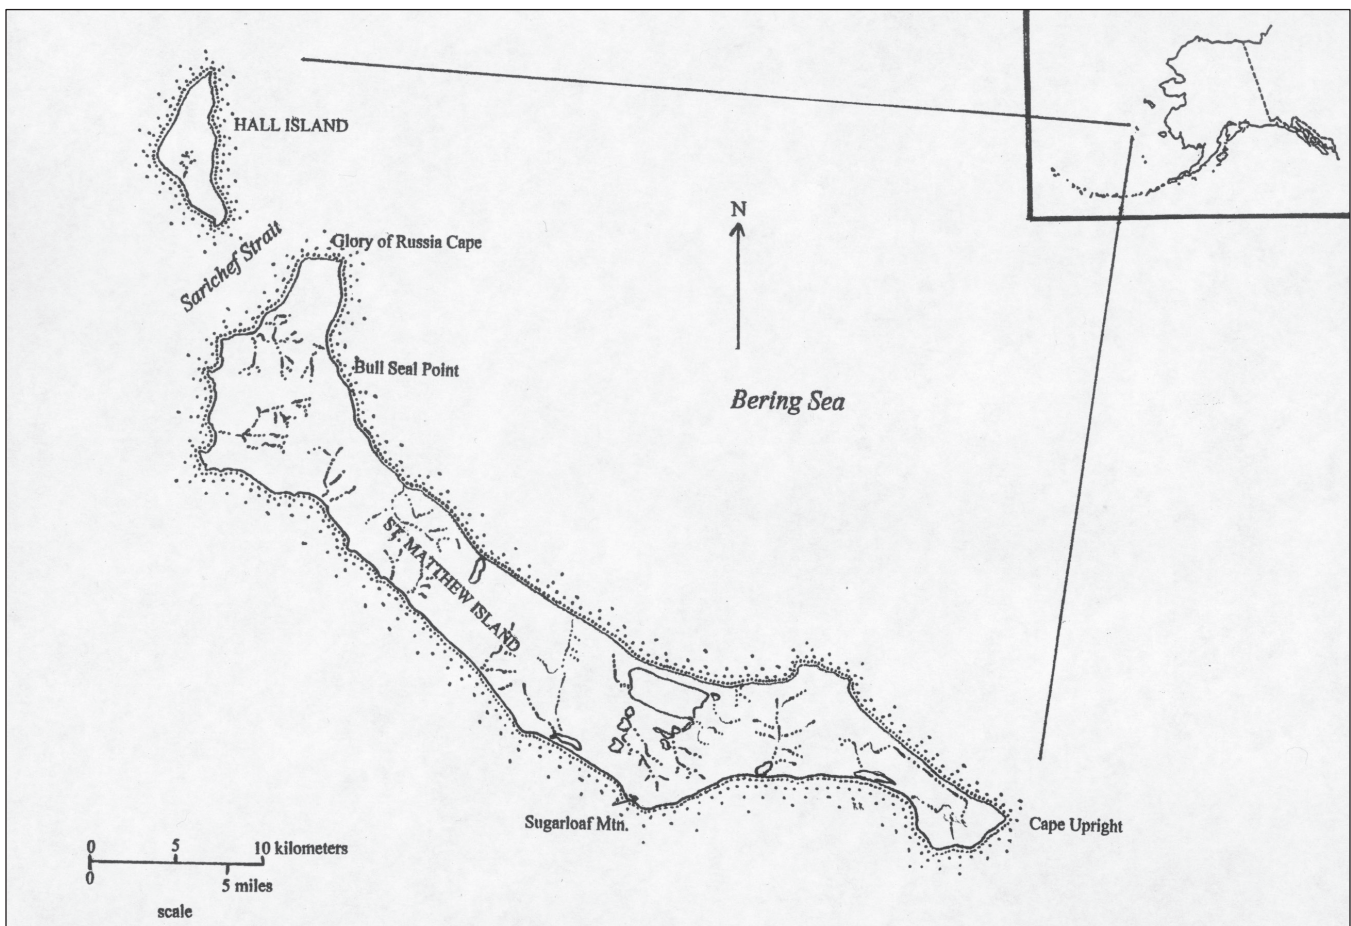 HALL ISLAND
N
Sarichef Strait
Glory of Russia Cape
Bull Seal Point
Bering Sea
ST. MATTHEW ISLAND
Sugarloaf Mtn.
Cape Upright
0 5 10 kilometers
0 5 miles
scale